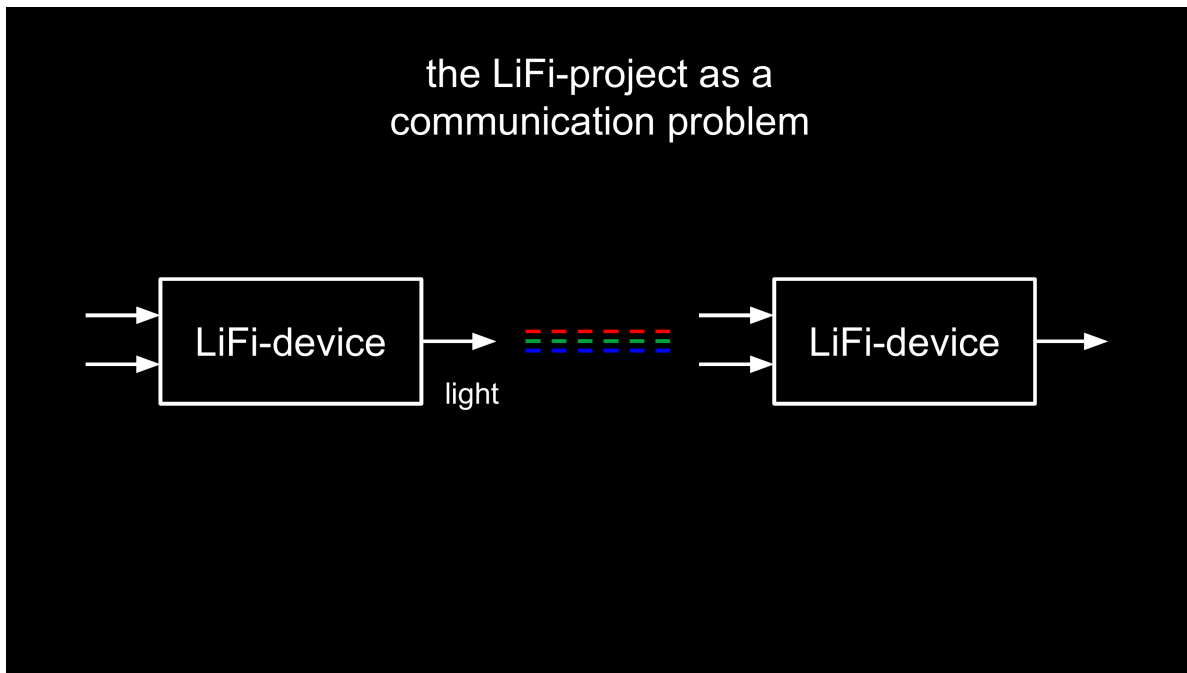 the LiFi-project as a
communication problem
LiFi-device
light
LiFi-device